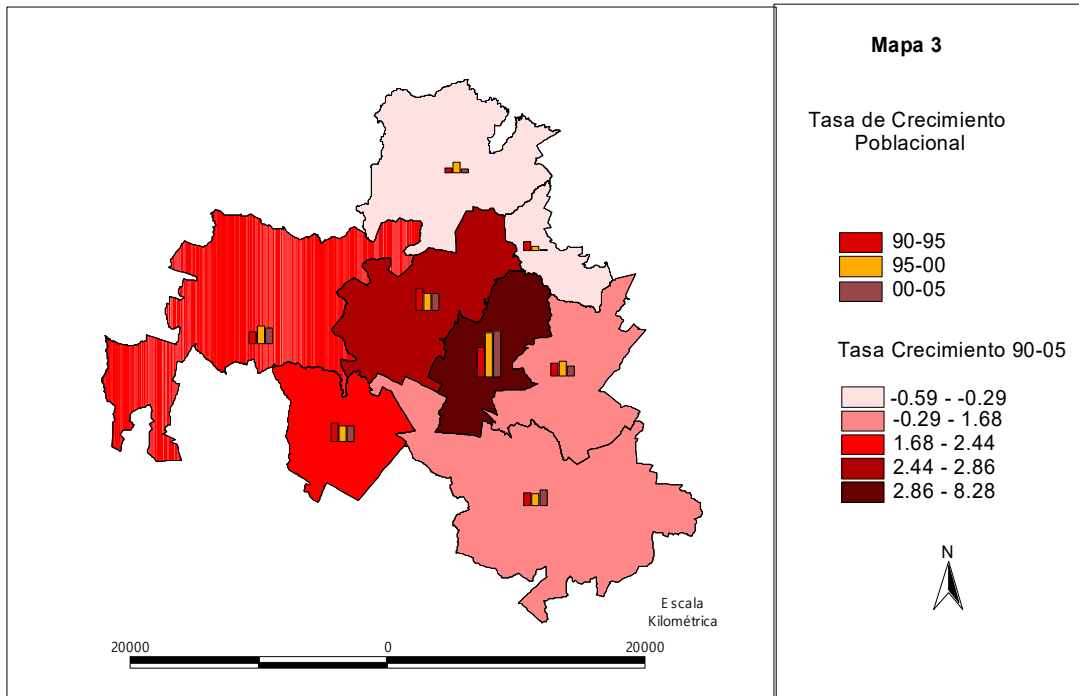 Mapa 3
Tasa de Crecimiento
Poblacional
90-95
95-00
00-05
Tasa Crecimiento 90-05
-0.59 - -0.29
-0.29 - 1.68
1.68 - 2.44
2.44 - 2.86
2.86 - 8.28
N
Escala
Kilométrica
20000 0 20000